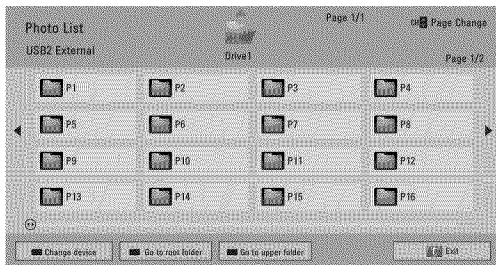 Photo List
Page 1/1
CH Page Change
USB2 External
Drive1
Page 1/2
P1 P2 P3 P4
P5 P6 P7 P8
P9 P10 P11 P12
P13 P14 P15 P16
Change device Go to root folder Go to upper folder Exit